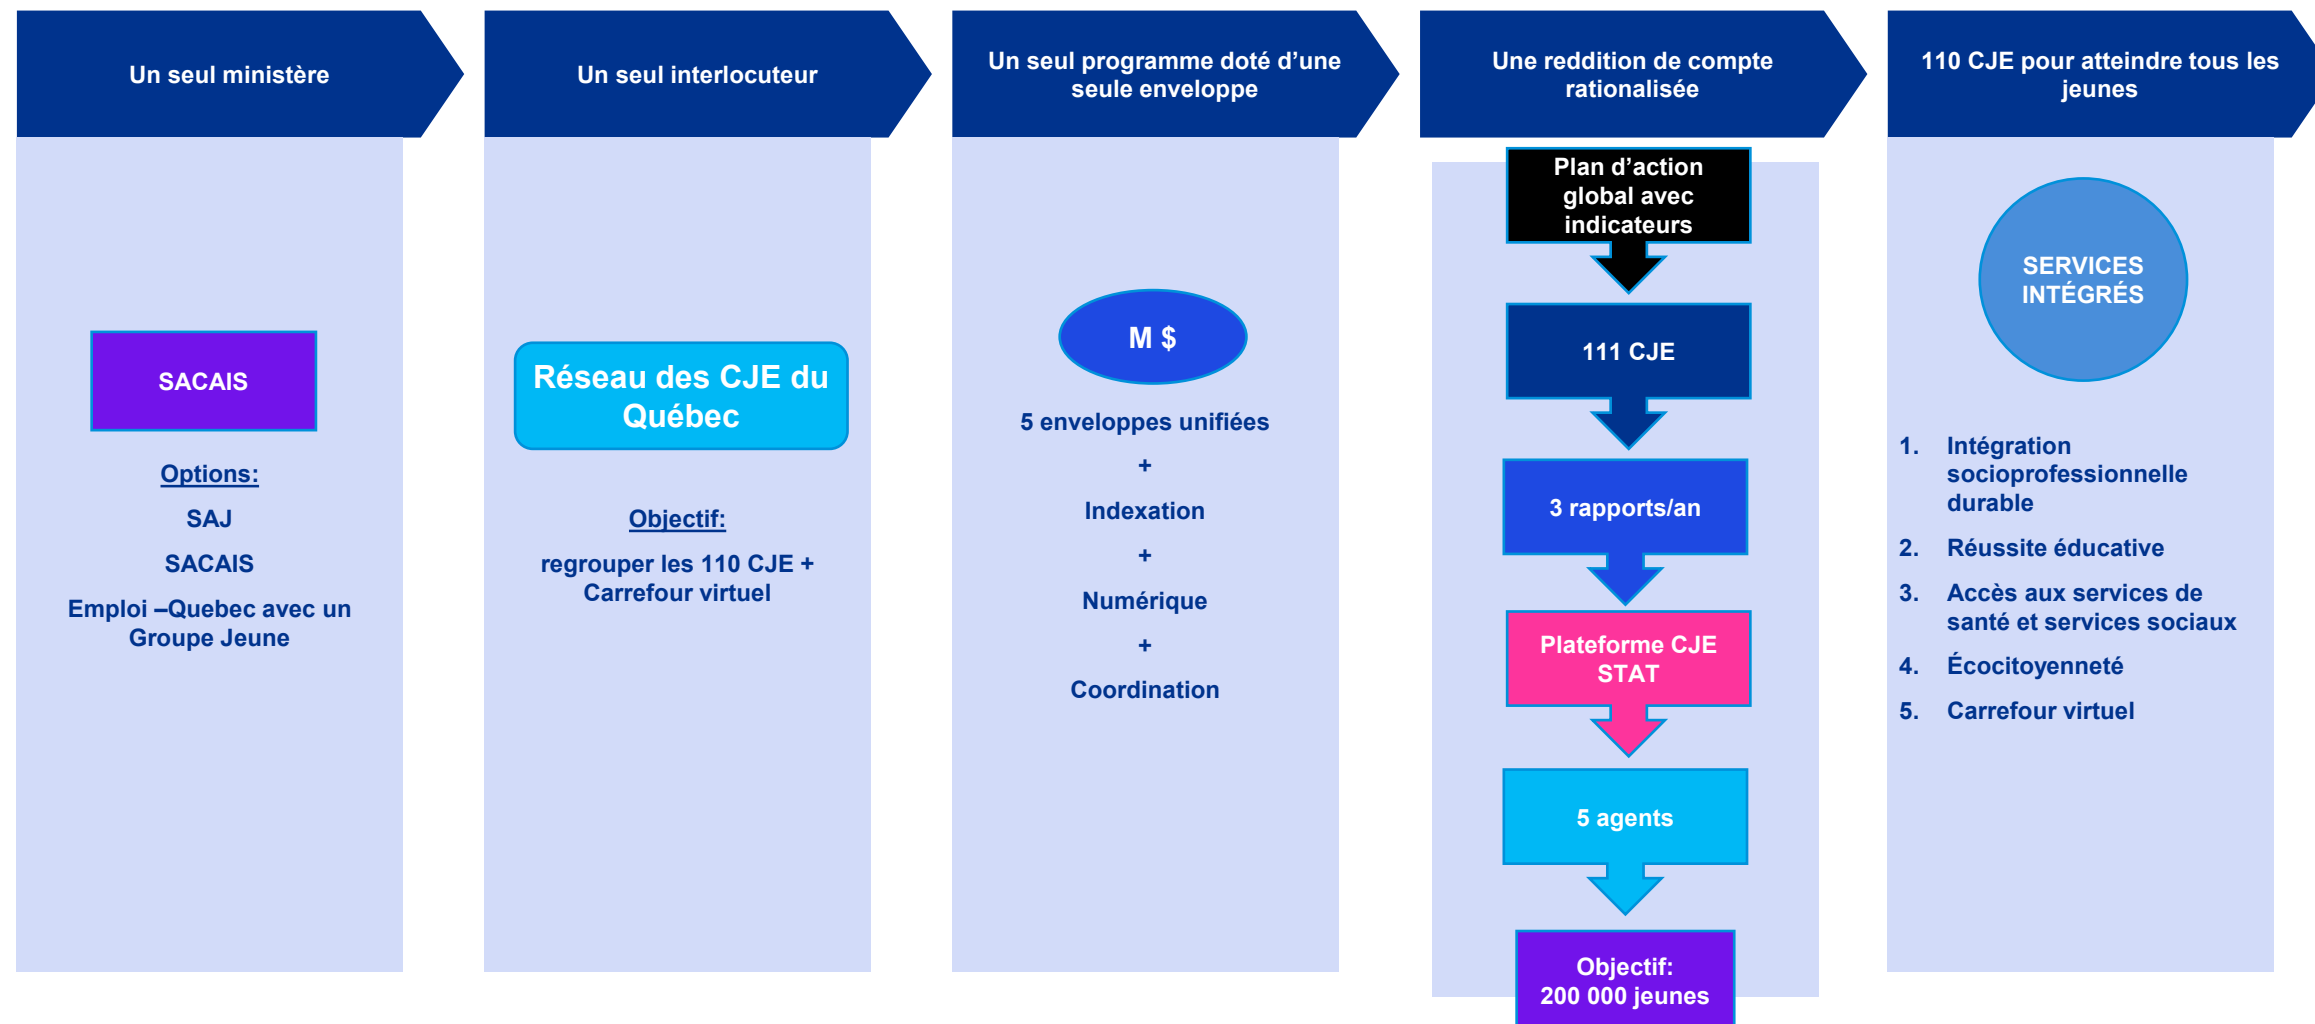 Un seul ministère
SACAIS
Options:
SAJ
SACAIS
Emploi –Quebec avec un
Groupe Jeune
Un seul interlocuteur
Réseau des CJE du
Québec
Objectif:
regrouper les 110 CJE +
Carrefour virtuel
Un seul programme doté d’une
seule enveloppe
M $
5 enveloppes unifiées
+
Indexation
+
Numérique
+
Coordination
Une reddition de compte
rationalisée
Plan d’action
global avec
indicateurs
111 CJE
3 rapports/an
Plateforme CJE
STAT
5 agents
Objectif:
200 000 jeunes
110 CJE pour atteindre tous les
jeunes
SERVICES
INTÉGRÉS
1. Intégration
socioprofessionnelle
durable
2. Réussite éducative
3. Accès aux services de
santé et services sociaux
4. Écocitoyenneté
5. Carrefour virtuel